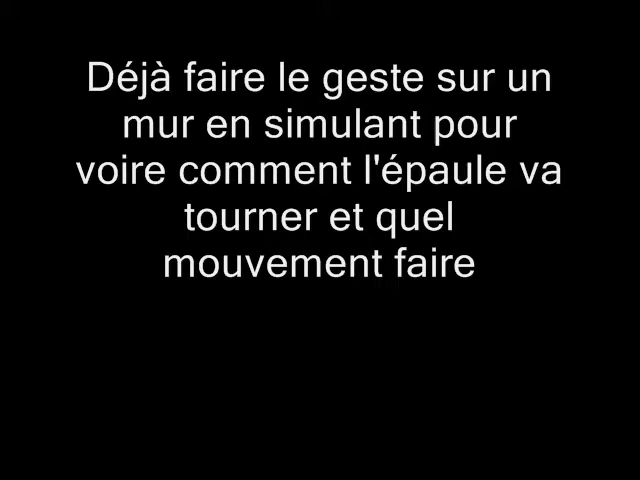 Déjà faire le geste sur un
mur en simulant pour
voire comment l'épaule va
tourner et quel
mouvement faire